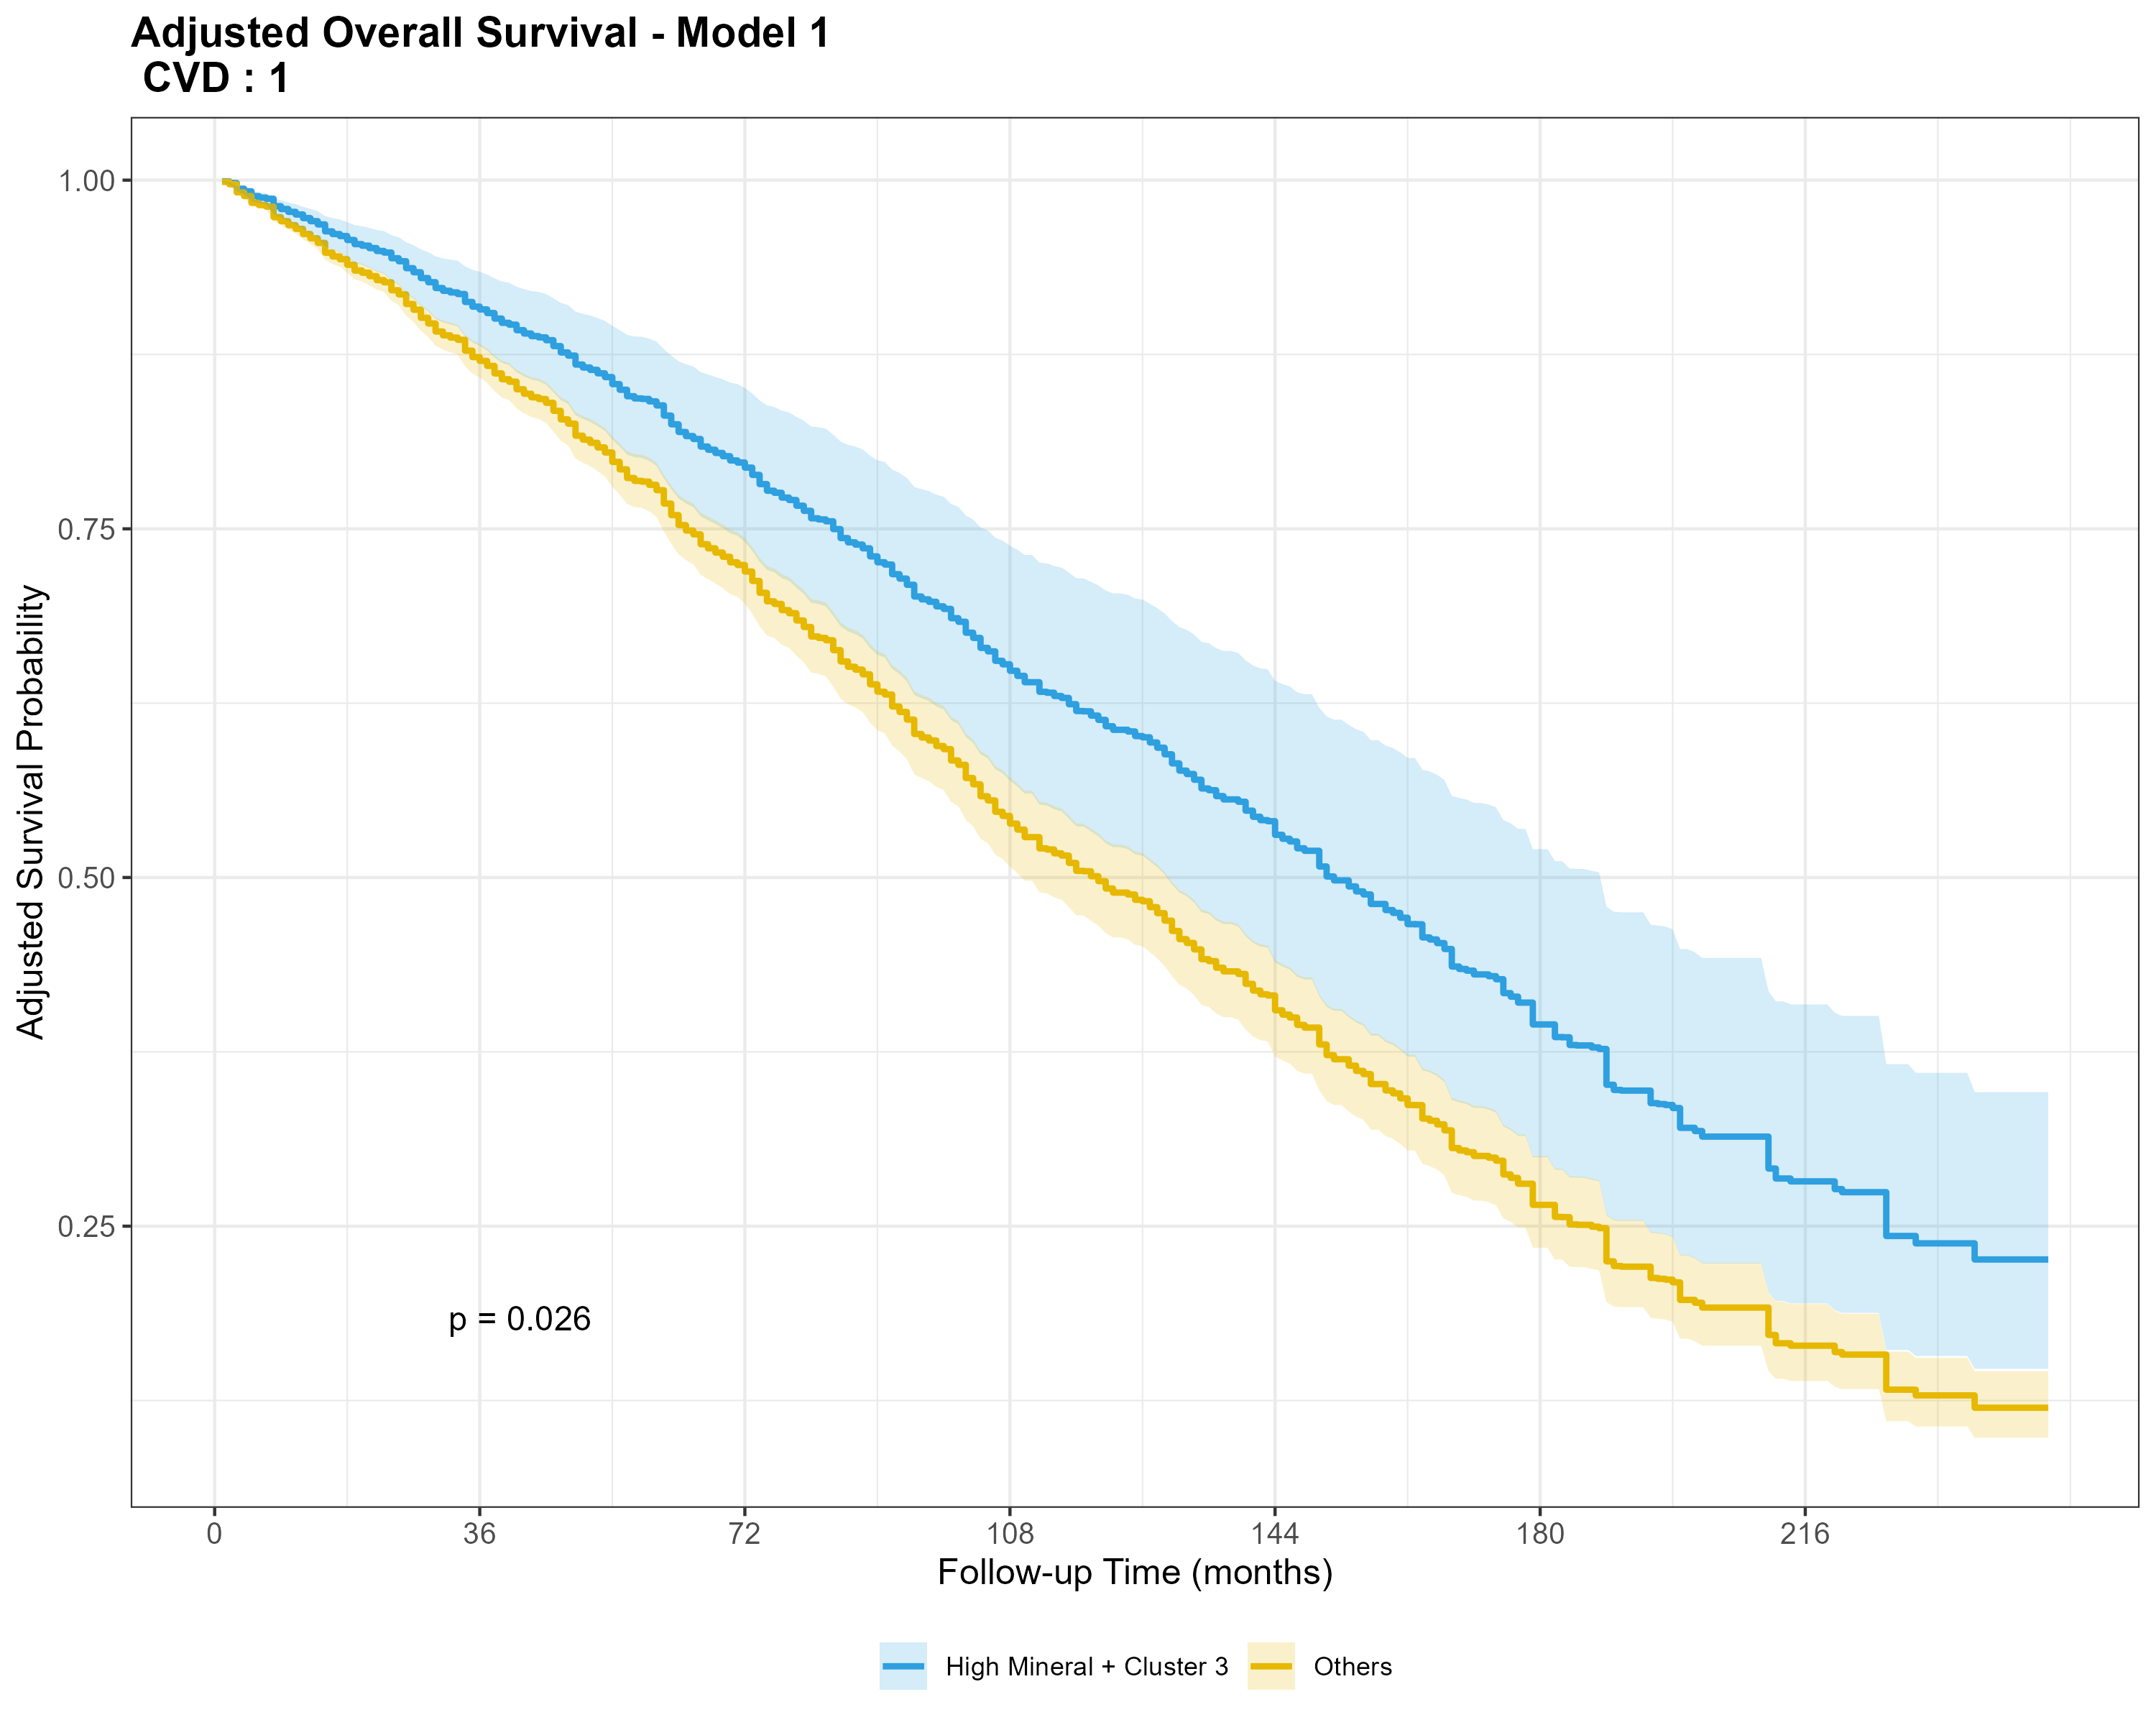 Adjusted Overall Survival - Model 1
CVD : 1
Adjusted Survival Probability
1.00
0.75
0.50
0.25
p = 0.026
0 36 72 108 144 180 216
Follow-up Time (months)
High Mineral + Cluster 3 Others